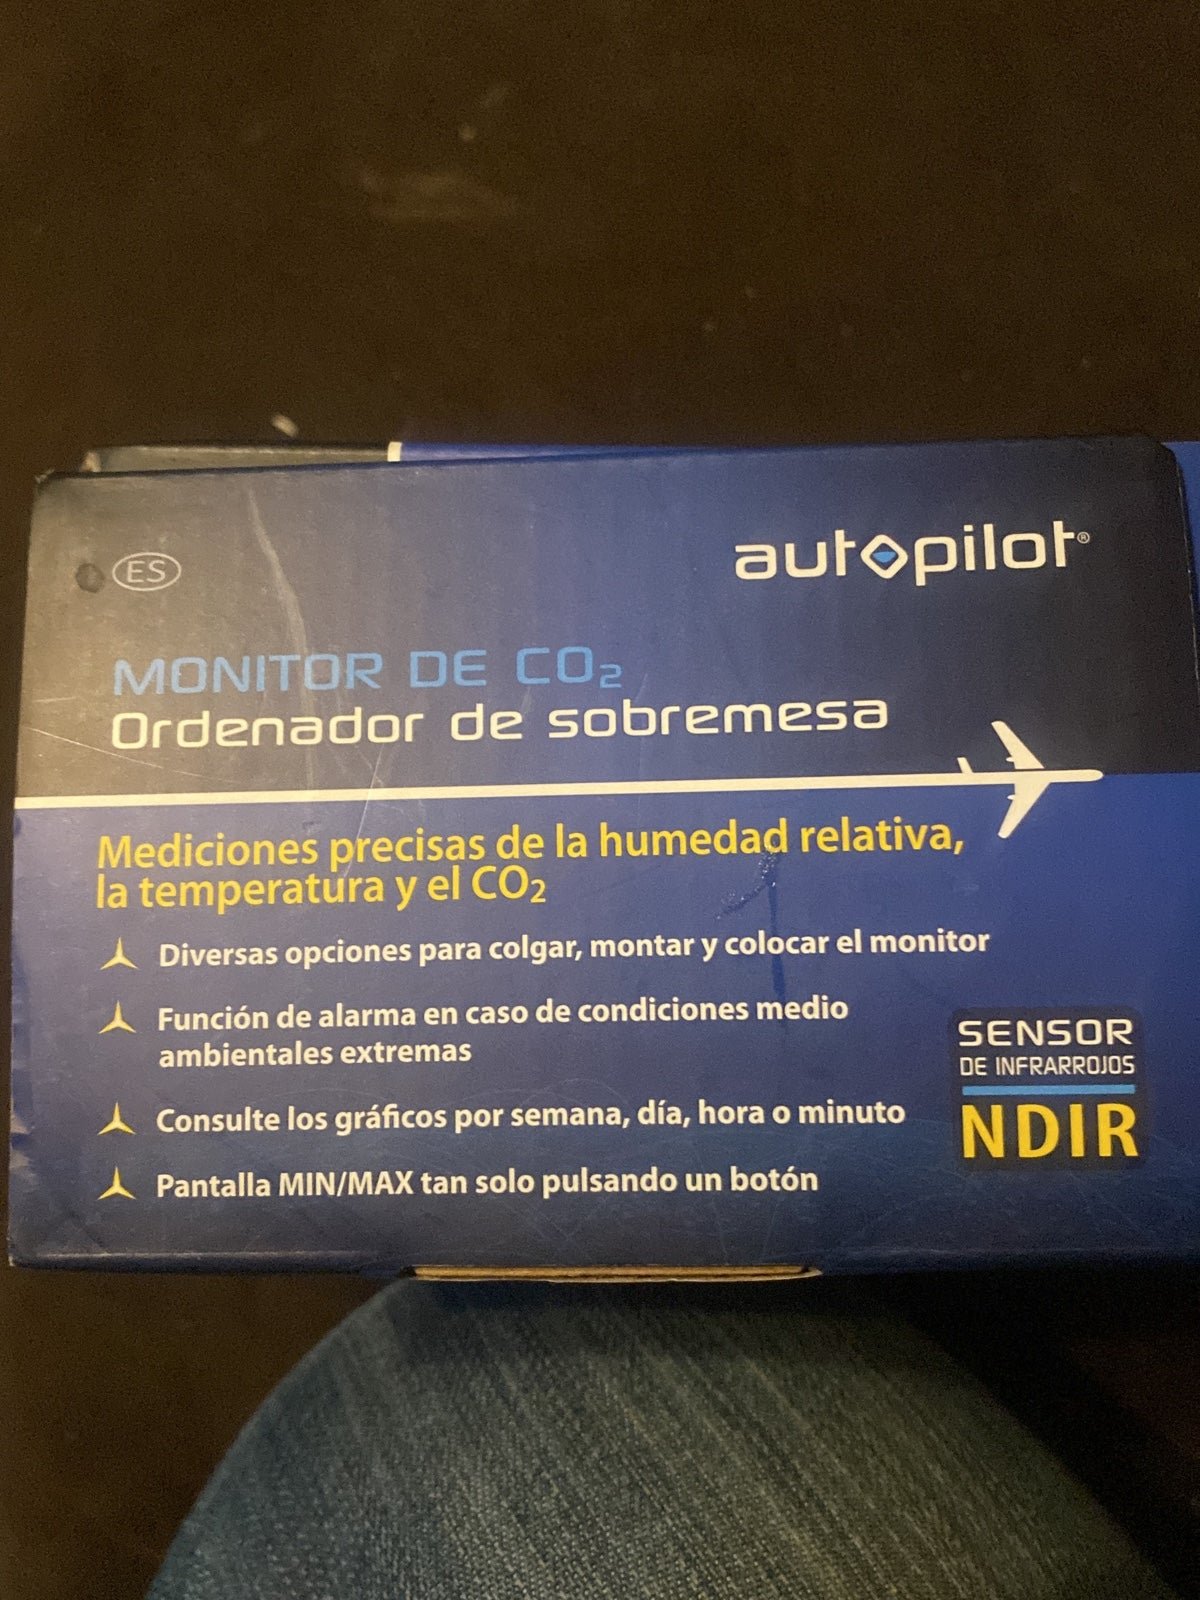 ES
autopilot®
MONITOR DE CO₂
Ordenador de sobremesa
Mediciones precisas de la humedad relativa,
la temperatura y el CO₂
Diversas opciones para colgar, montar y colocar el monitor
Función de alarma en caso de condiciones medio
ambientales extremas
Consulte los gráficos por semana, día, hora o minuto
Pantalla MIN/MAX tan solo pulsando un botón
SENSOR
DE INFRARROJOS
NDIR